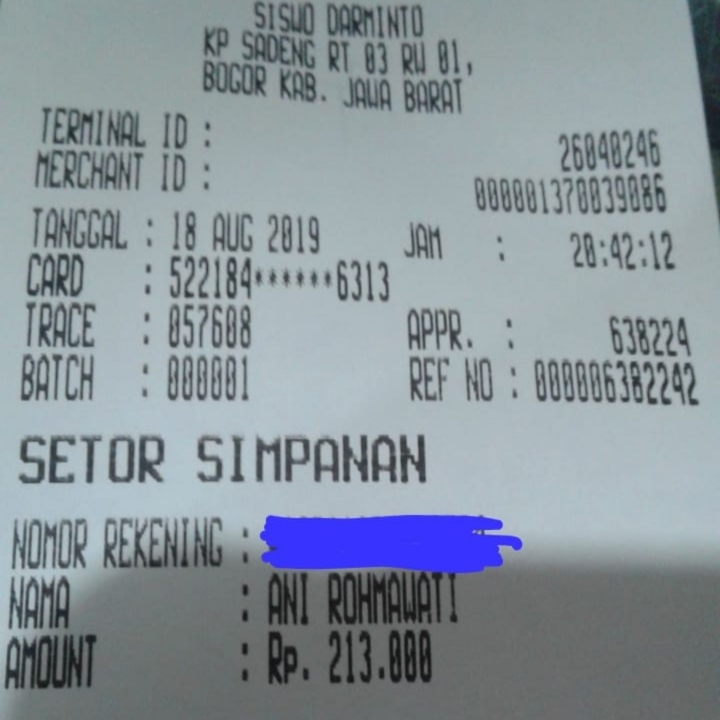 SISWO DARMINTO
KP SADENG RT 03 RW 01,
BOGOR KAB. JAWA BARAT
TERMINAL ID : 26040246
MERCHANT ID : 000001370039086
TANGGAL : 18 AUG 2019 JAM : 20:42:12
CARD : 522184******6313
TRACE : 057608 APPR. : 638224
BATCH : 000001 REF NO : 000006382242
SETOR SIMPANAN
NOMOR REKENING :
NAMA : ANI ROHMAWATI
AMOUNT : Rp. 213.000